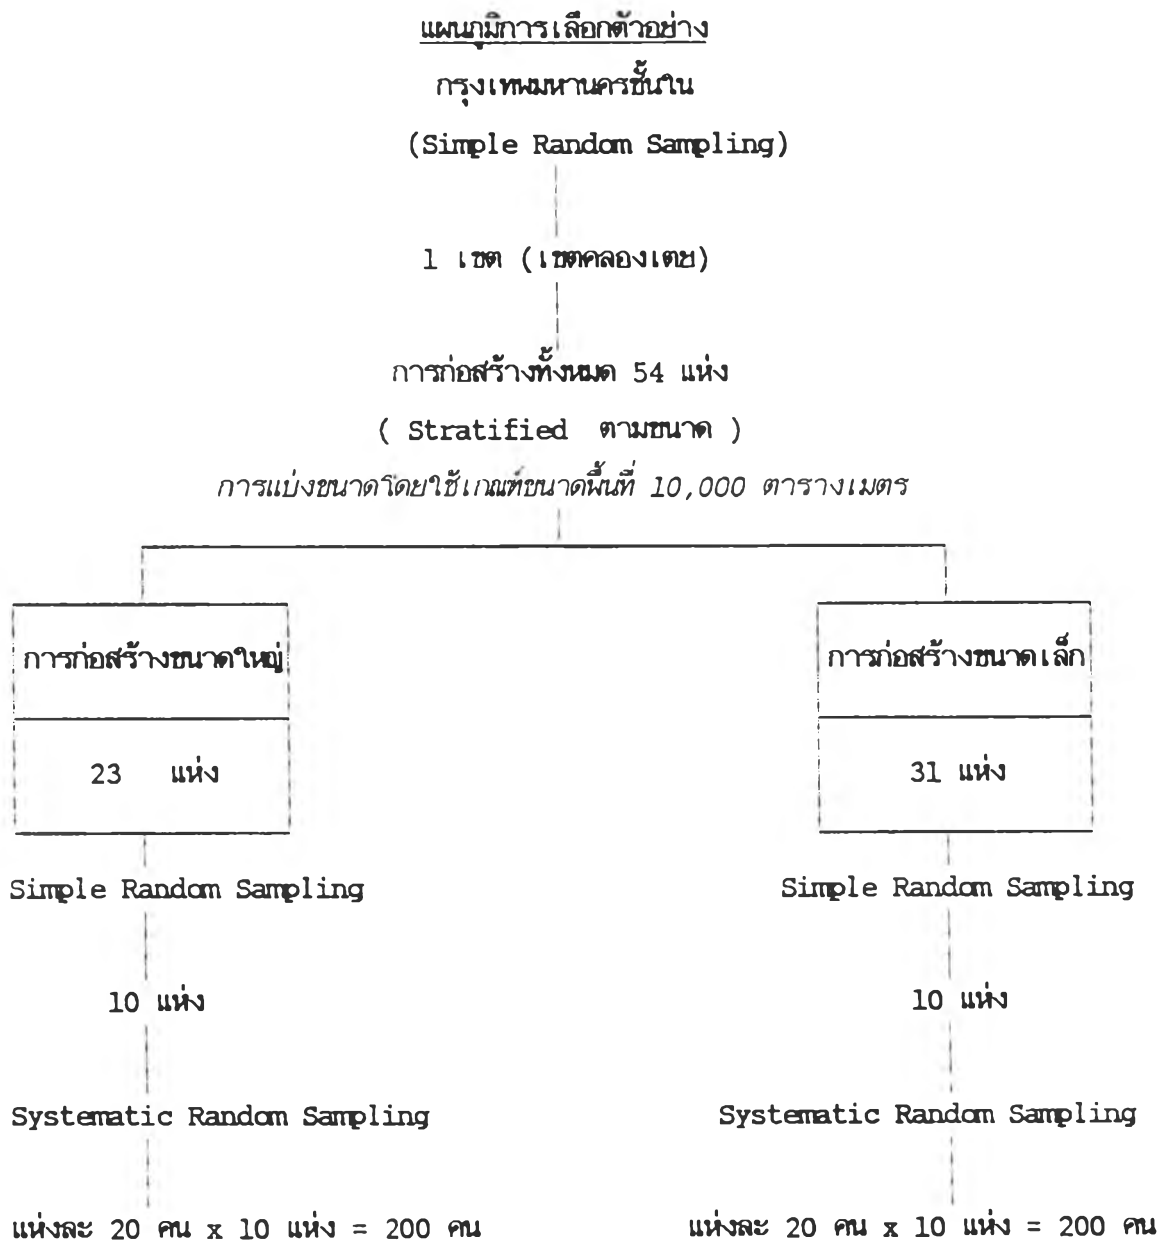 แผนภูมิการเลือกตัวอย่าง
กรุงเทพมหานครชั้นใน
(Simple Random Sampling)
1 เขต (เขตคลองเตย)
การก่อสร้างทั้งหมด 54 แห่ง
( Stratified ตามขนาด )
การแบ่งขนาดโดยใช้เกณฑ์ขนาดพื้นที่ 10,000 ตารางเมตร
การก่อสร้างขนาดใหญ่
23 แห่ง
Simple Random Sampling
10 แห่ง
Systematic Random Sampling
แห่งละ 20 คน x 10 แห่ง = 200 คน
การก่อสร้างขนาดเล็ก
31 แห่ง
Simple Random Sampling
10 แห่ง
Systematic Random Sampling
แห่งละ 20 คน x 10 แห่ง = 200 คน